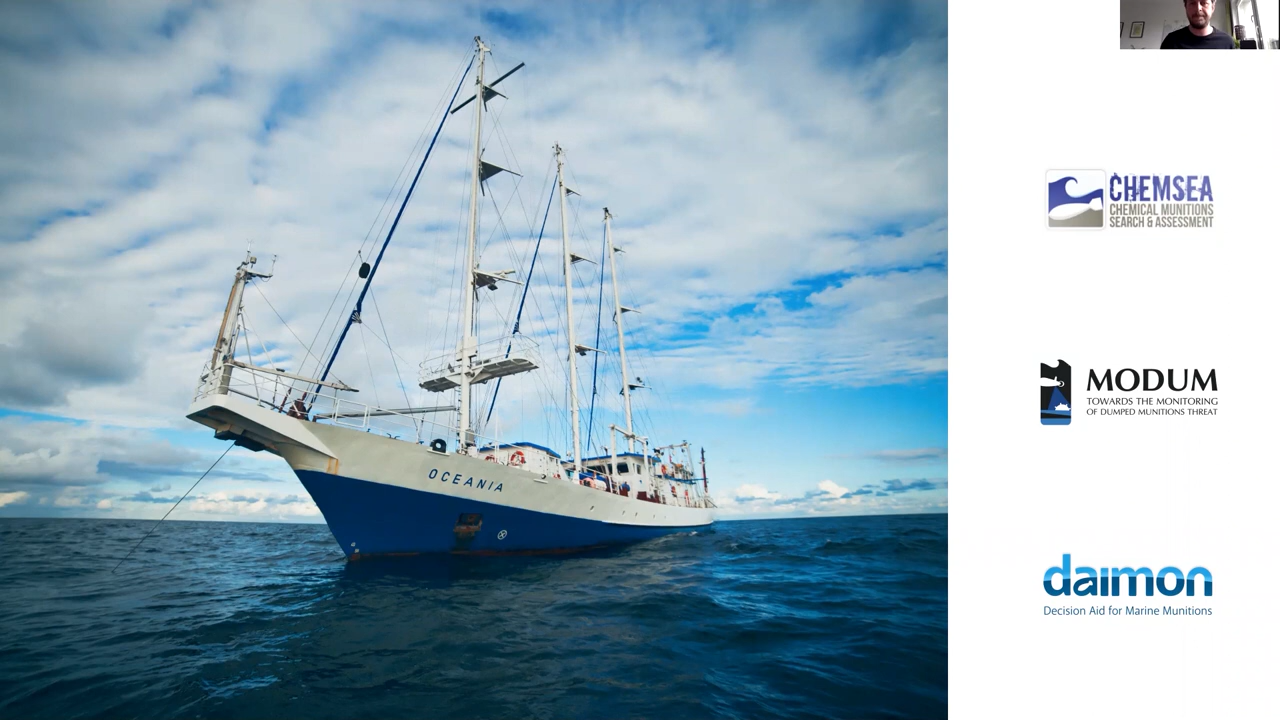 OCEANIA
CHEMSEA
CHEMICAL MUNITIONS
SEARCH & ASSESSMENT
MODUM
TOWARDS THE MONITORING
OF DUMPED MUNITIONS THREAT
daimon
Decision Aid for Marine Munitions